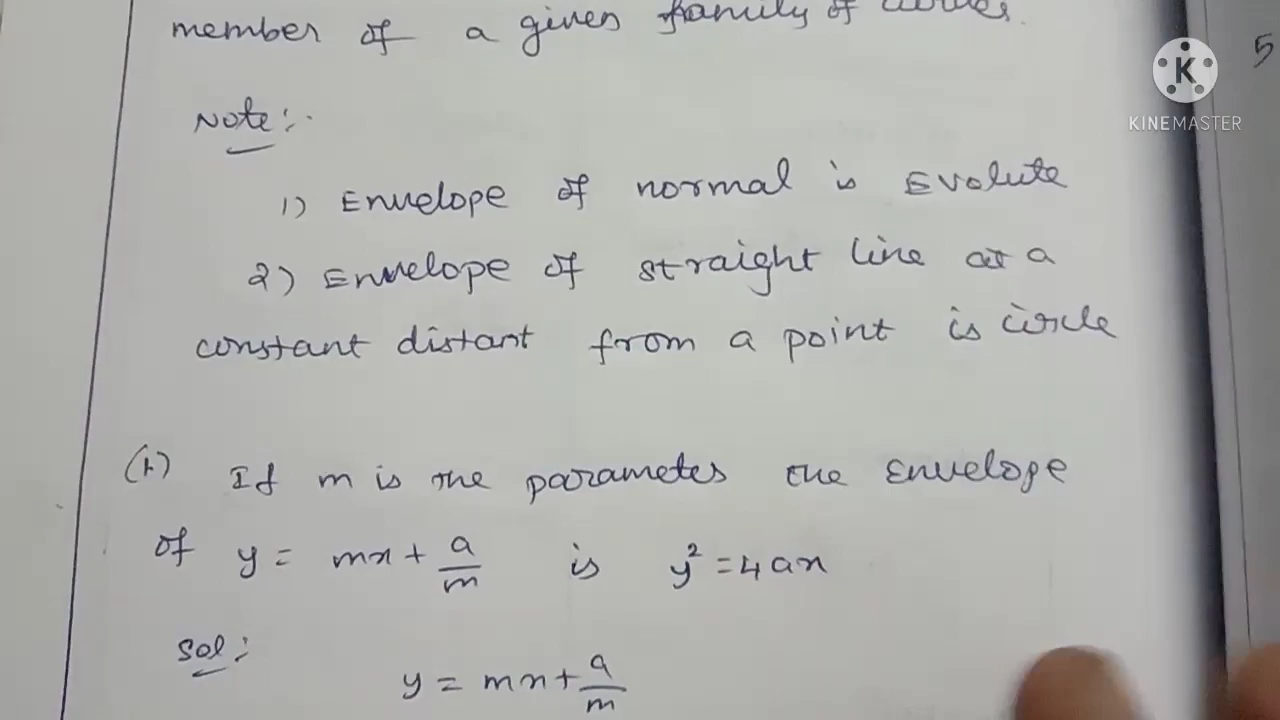 member of a given family of circles.
5
KINEMASTER
Note :-
1) Envelope of normal is Evolute
2) Envelope of straight line at a
constant distant from a point is circle
(1) If m is the parameter the Envelope
of y = mx + a/m is y² = 4ax
Sol :
y = mx + a/m